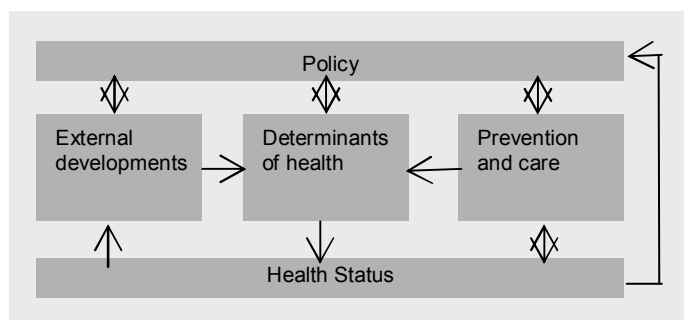 Policy
External
developments
Determinants
of health
Prevention
and care
Health Status